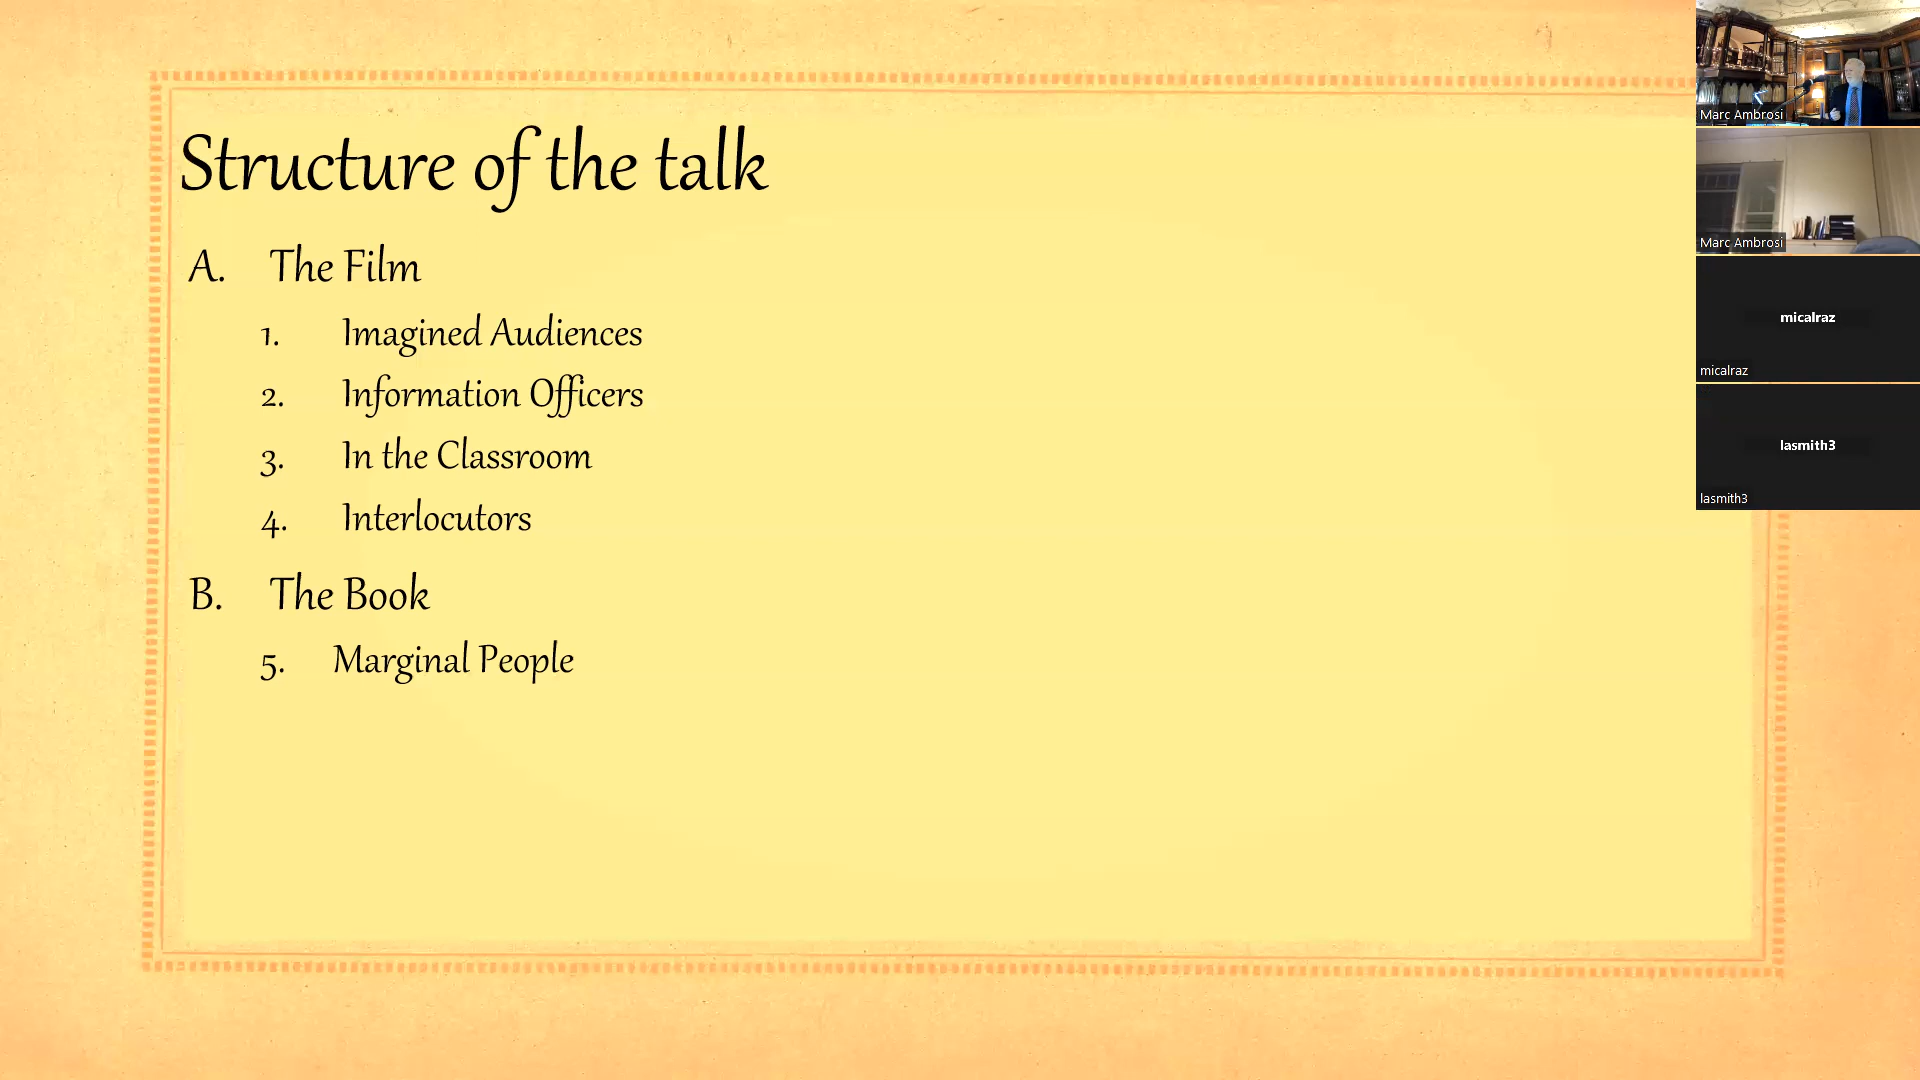 Structure of the talk
A. The Film
1. Imagined Audiences
2. Information Officers
3. In the Classroom
4. Interlocutors
B. The Book
5. Marginal People
Marc Ambrosi
Marc Ambrosi
micalraz
micalraz
lasmith3
lasmith3